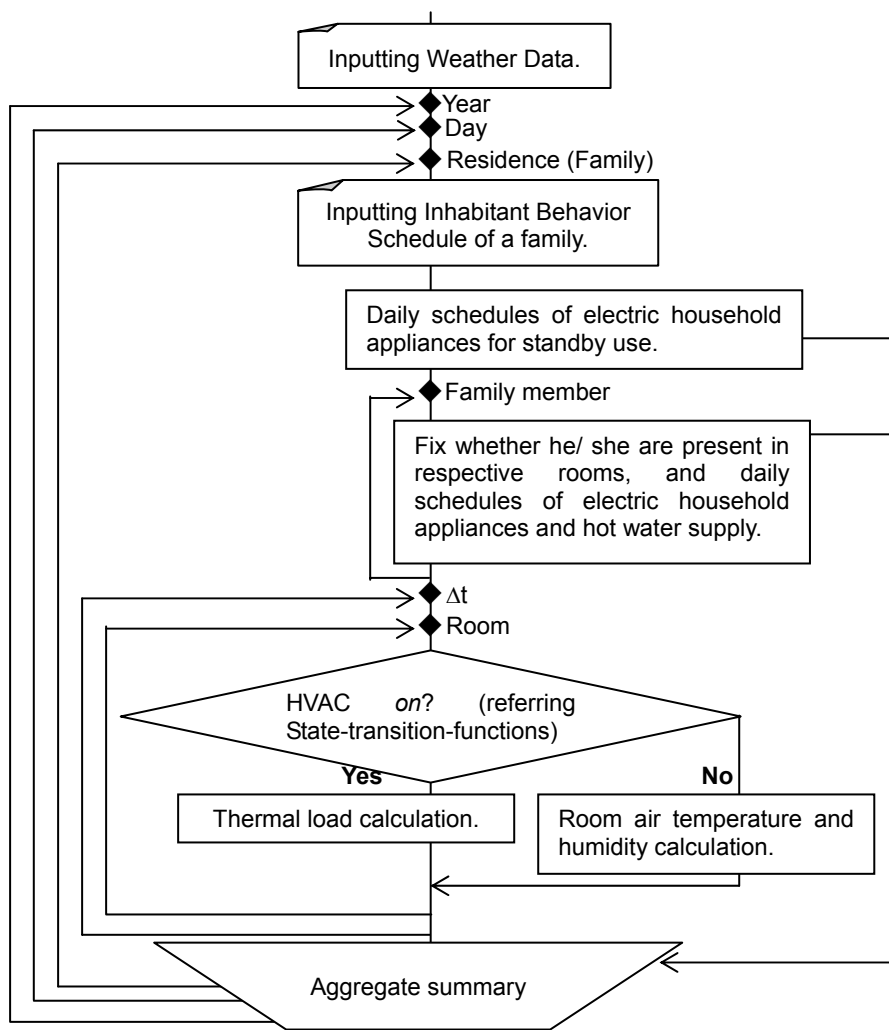 Inputting Weather Data.
Year
Day
Residence (Family)
Inputting Inhabitant Behavior
Schedule of a family.
Daily schedules of electric household
appliances for standby use.
Family member
Fix whether he/ she are present in
respective rooms, and daily
schedules of electric household
appliances and hot water supply.
Δt
Room
HVAC on? (referring
State-transition-functions)
Yes
No
Thermal load calculation.
Room air temperature and
humidity calculation.
Aggregate summary